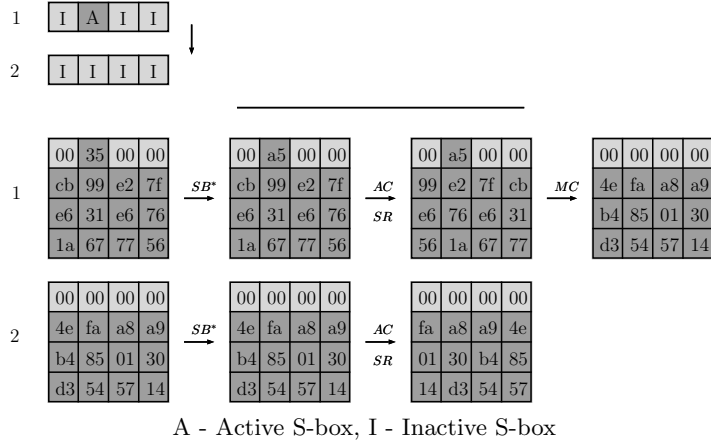 1 I A I I
2 I I I I
00 35 00 00 00 a5 00 00 00 a5 00 00 00 00 00 00
1 cb 99 e2 7f SB* cb 99 e2 7f AC 99 e2 7f cb MC 4e fa a8 a9
e6 31 e6 76 e6 31 e6 76 SR e6 76 e6 31 b4 85 01 30
1a 67 77 56 1a 67 77 56 56 1a 67 77 d3 54 57 14
00 00 00 00 00 00 00 00 00 00 00 00
2 4e fa a8 a9 SB* 4e fa a8 a9 AC fa a8 a9 4e
b4 85 01 30 b4 85 01 30 SR 01 30 b4 85
d3 54 57 14 d3 54 57 14 14 d3 54 57
A - Active S-box, I - Inactive S-box